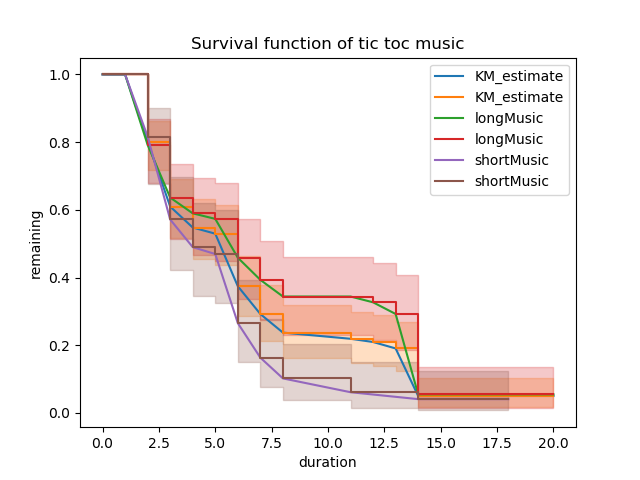 Survival function of tic toc music
KM_estimate
KM_estimate
longMusic
longMusic
shortMusic
shortMusic
1.0
0.8
0.6
0.4
0.2
0.0
remaining
0.0 2.5 5.0 7.5 10.0 12.5 15.0 17.5 20.0
duration